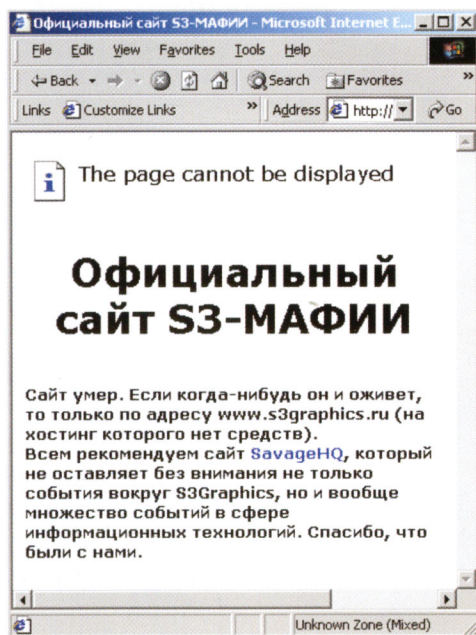 Официальный сайт S3-МАФИИ - Microsoft Internet E...
File Edit View Favorites Tools Help
Back Search Favorites »
Links Customize Links » Address http:// Go
The page cannot be displayed
Официальный
сайт S3-МАФИИ
Сайт умер. Если когда-нибудь он и оживет,
то только по адресу www.s3graphics.ru (на
хостинг которого нет средств).
Всем рекомендуем сайт SavageHQ, который
не оставляет без внимания не только
события вокруг S3Graphics, но и вообще
множество событий в сфере
информационных технологий. Спасибо, что
были с нами.
Unknown Zone (Mixed)